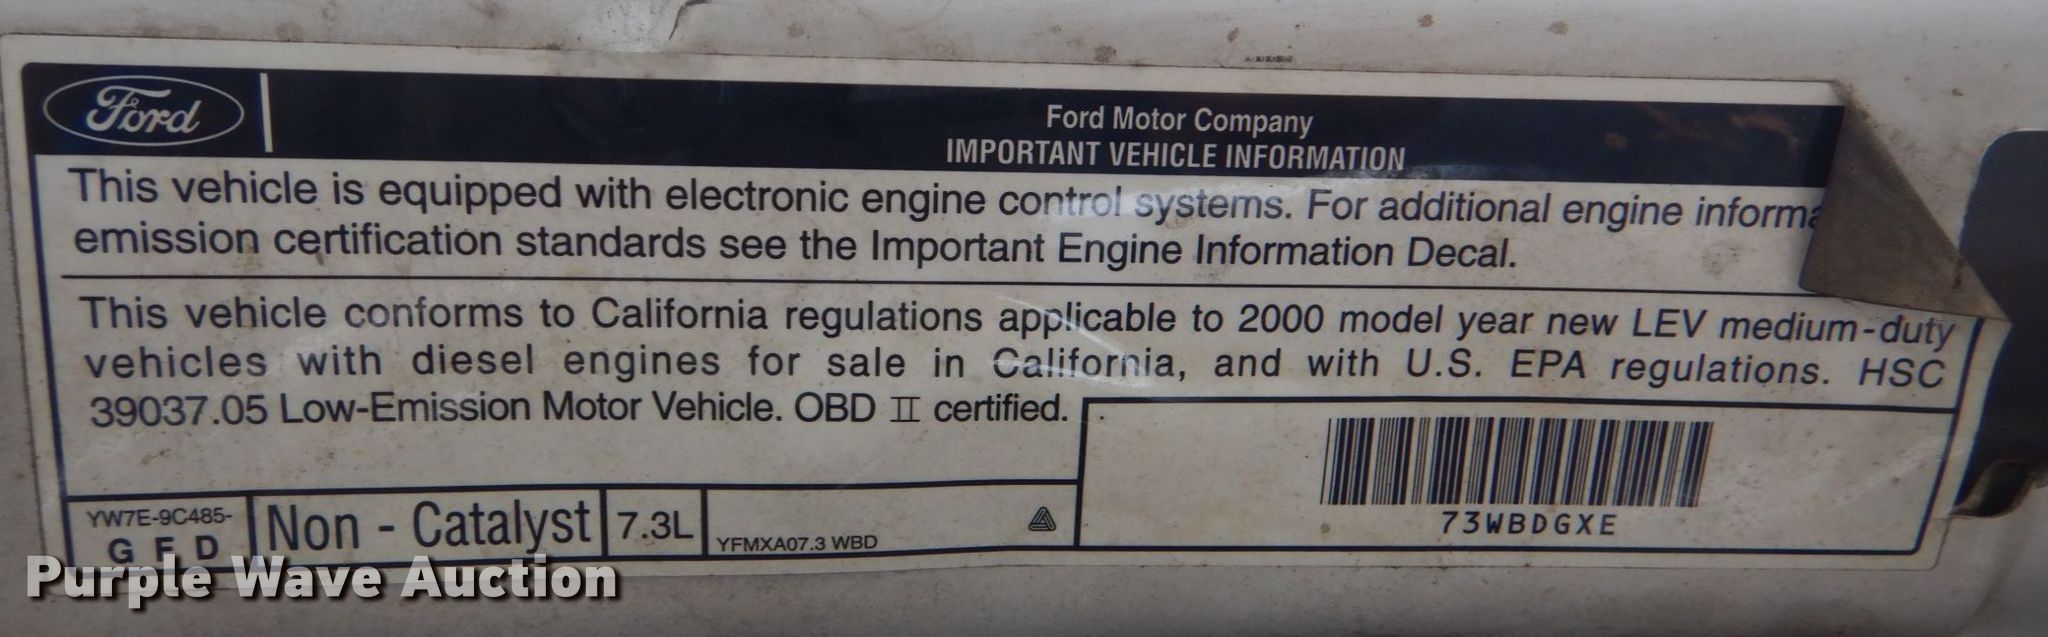 Ford
Ford Motor Company
IMPORTANT VEHICLE INFORMATION
This vehicle is equipped with electronic engine control systems. For additional engine
emission certification standards see the Important Engine Information Decal.
This vehicle conforms to California regulations applicable to 2000 model year new LEV medium-duty
vehicles with diesel engines for sale in California, and with U.S. EPA regulations. HSC
39037.05 Low-Emission Motor Vehicle. OBD II certified.
YW7E-9C485-
G F D
Non - Catalyst
7.3L
YFMXA07.3 WBD
73WBDGXE
Purple Wave Auction